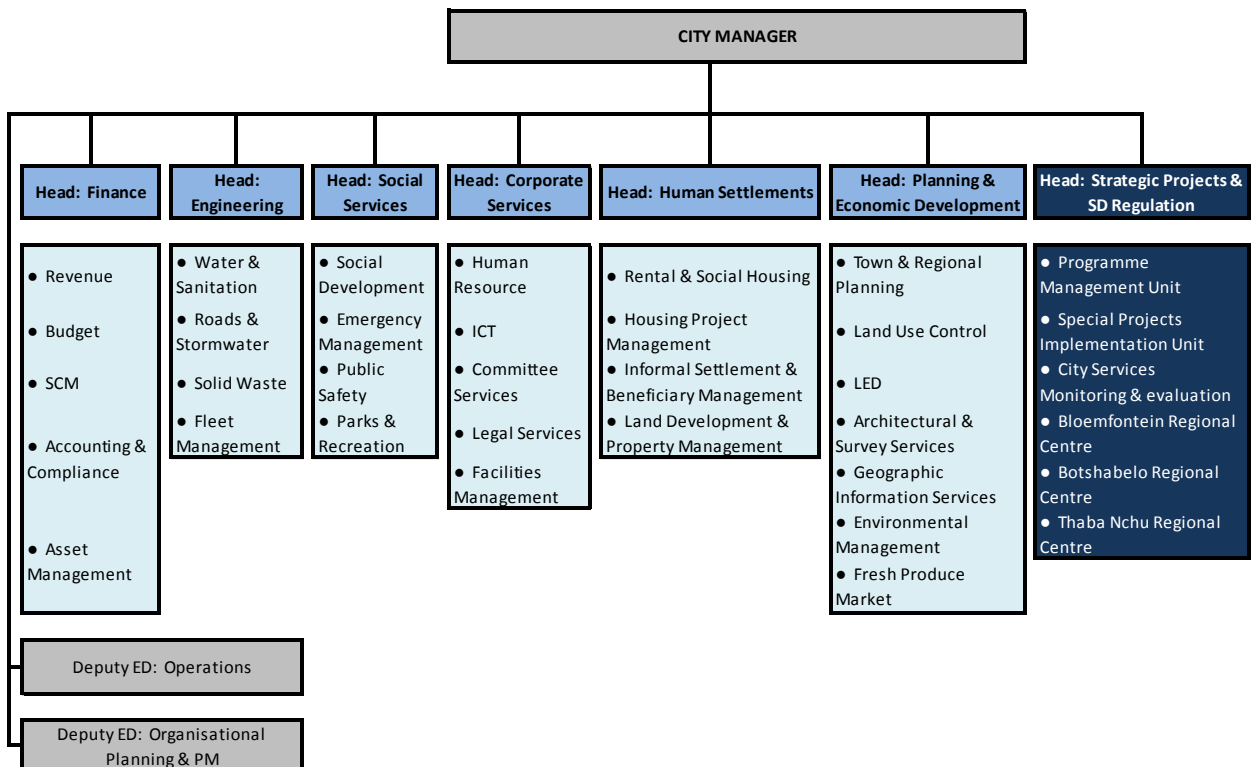 CITY MANAGER
Head: Finance
Head:
Engineering
Head: Social
Services
Head: Corporate
Services
Head: Human Settlements
Head: Planning &
Economic Development
Head: Strategic Projects &
SD Regulation
● Revenue
● Budget
● SCM
● Accounting &
Compliance
● Asset
Management
● Water &
Sanitation
● Roads &
Stormwater
● Solid Waste
● Fleet
Management
● Social
Development
● Emergency
Management
● Public
Safety
● Parks &
Recreation
● Human
Resource
● ICT
● Committee
Services
● Legal Services
● Facilities
Management
● Rental & Social Housing
● Housing Project
Management
● Informal Settlement &
Beneficiary Management
● Land Development &
Property Management
● Town & Regional
Planning
● Land Use Control
● LED
● Architectural &
Survey Services
● Geographic
Information Services
● Environmental
Management
● Fresh Produce
Market
● Programme
Management Unit
● Special Projects
Implementation Unit
● City Services
Monitoring & evaluation
● Bloemfontein Regional
Centre
● Botshabelo Regional
Centre
● Thaba Nchu Regional
Centre
Deputy ED: Operations
Deputy ED: Organisational
Planning & PM